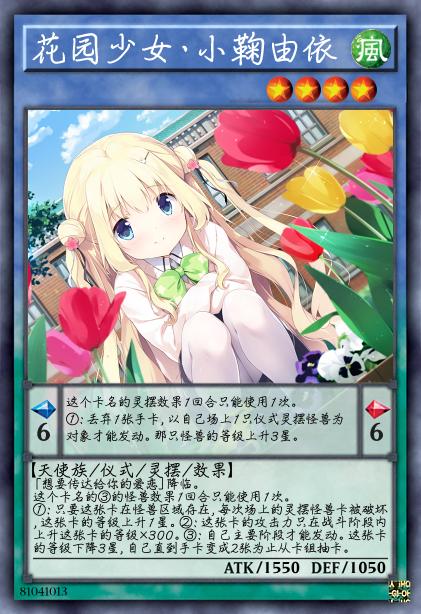 花园少女·小鞠由依
風
这个卡名的灵摆效果1回合只能使用1次。
①：丢弃1张手卡，以自己场上1只仪式灵摆怪兽为
对象才能发动。那只怪兽的等级上升3星。
6
6
【天使族/仪式/灵摆/效果】
「想要传达给你的爱恋」降临。
这个卡名的③的怪兽效果1回合只能使用1次。
①：只要这张卡在怪兽区域存在，每次场上的灵摆怪兽卡被破坏
，这张卡的等级上升1星。②：这张卡的攻击力只在战斗阶段内
上升这张卡的等级×300。③：自己主要阶段才能发动。这张卡
的等级下降3星，自己直到手卡变成2张为止从卡组抽卡。
ATK/1550 DEF/1050
81041013